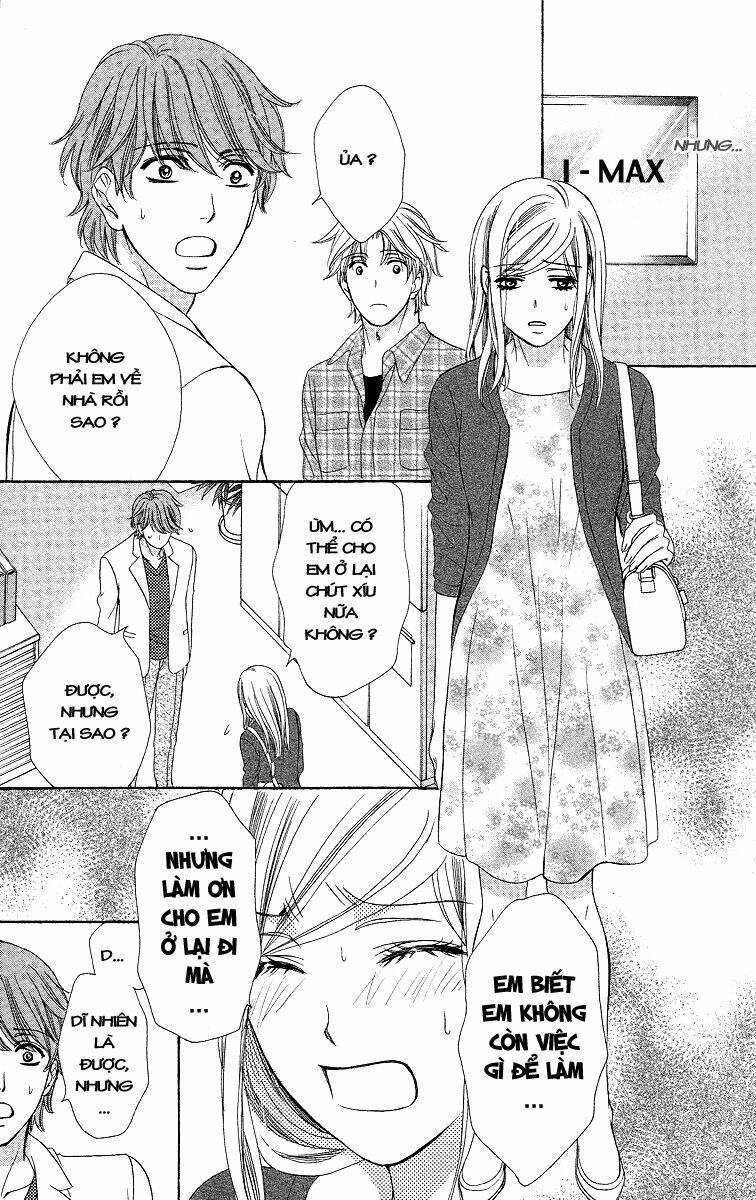 NHƯNG...
I - MAX
ỦA ?
KHÔNG
PHẢI EM VỀ
NHÀ RỒI
SAO ?
ỪM... CÓ
THỂ CHO
EM Ở LẠI
CHÚT XÍU
NỮA
KHÔNG ?
ĐƯỢC,
NHƯNG
TẠI SAO ?
EM BIẾT
EM KHÔNG
CÒN VIỆC
GÌ ĐỂ LÀM
...
...
NHƯNG
LÀM ƠN
CHO EM
Ở LẠI ĐI
MÀ
...
D...
DĨ NHIÊN
LÀ
ĐƯỢC,
NHƯNG
...